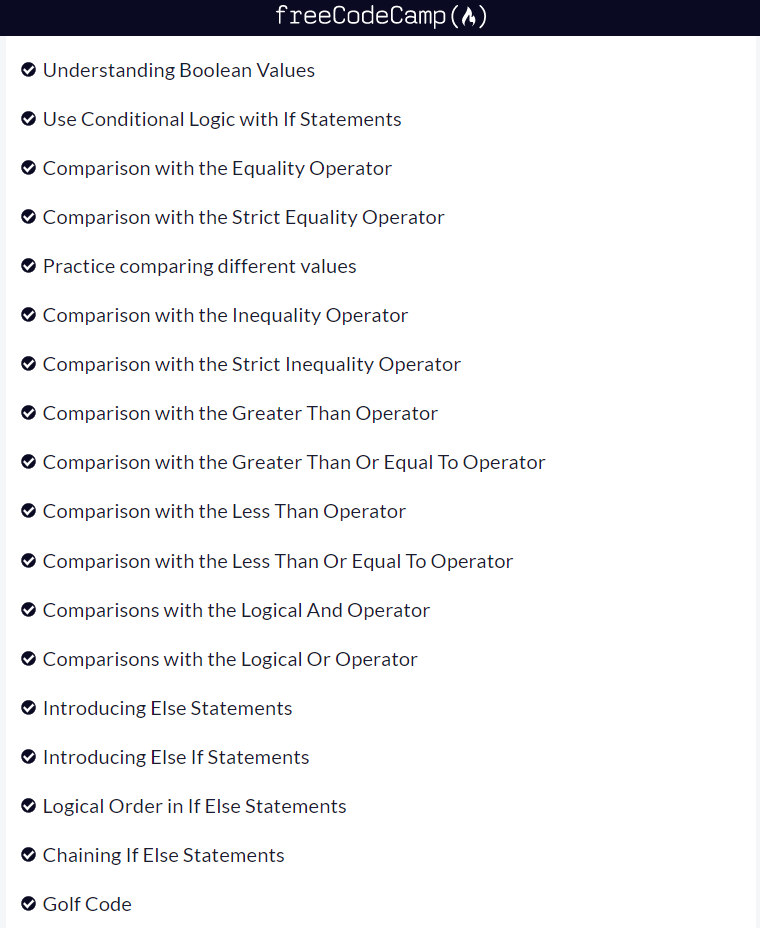 freeCodeCamp(🔥)
Understanding Boolean Values
Use Conditional Logic with If Statements
Comparison with the Equality Operator
Comparison with the Strict Equality Operator
Practice comparing different values
Comparison with the Inequality Operator
Comparison with the Strict Inequality Operator
Comparison with the Greater Than Operator
Comparison with the Greater Than Or Equal To Operator
Comparison with the Less Than Operator
Comparison with the Less Than Or Equal To Operator
Comparisons with the Logical And Operator
Comparisons with the Logical Or Operator
Introducing Else Statements
Introducing Else If Statements
Logical Order in If Else Statements
Chaining If Else Statements
Golf Code